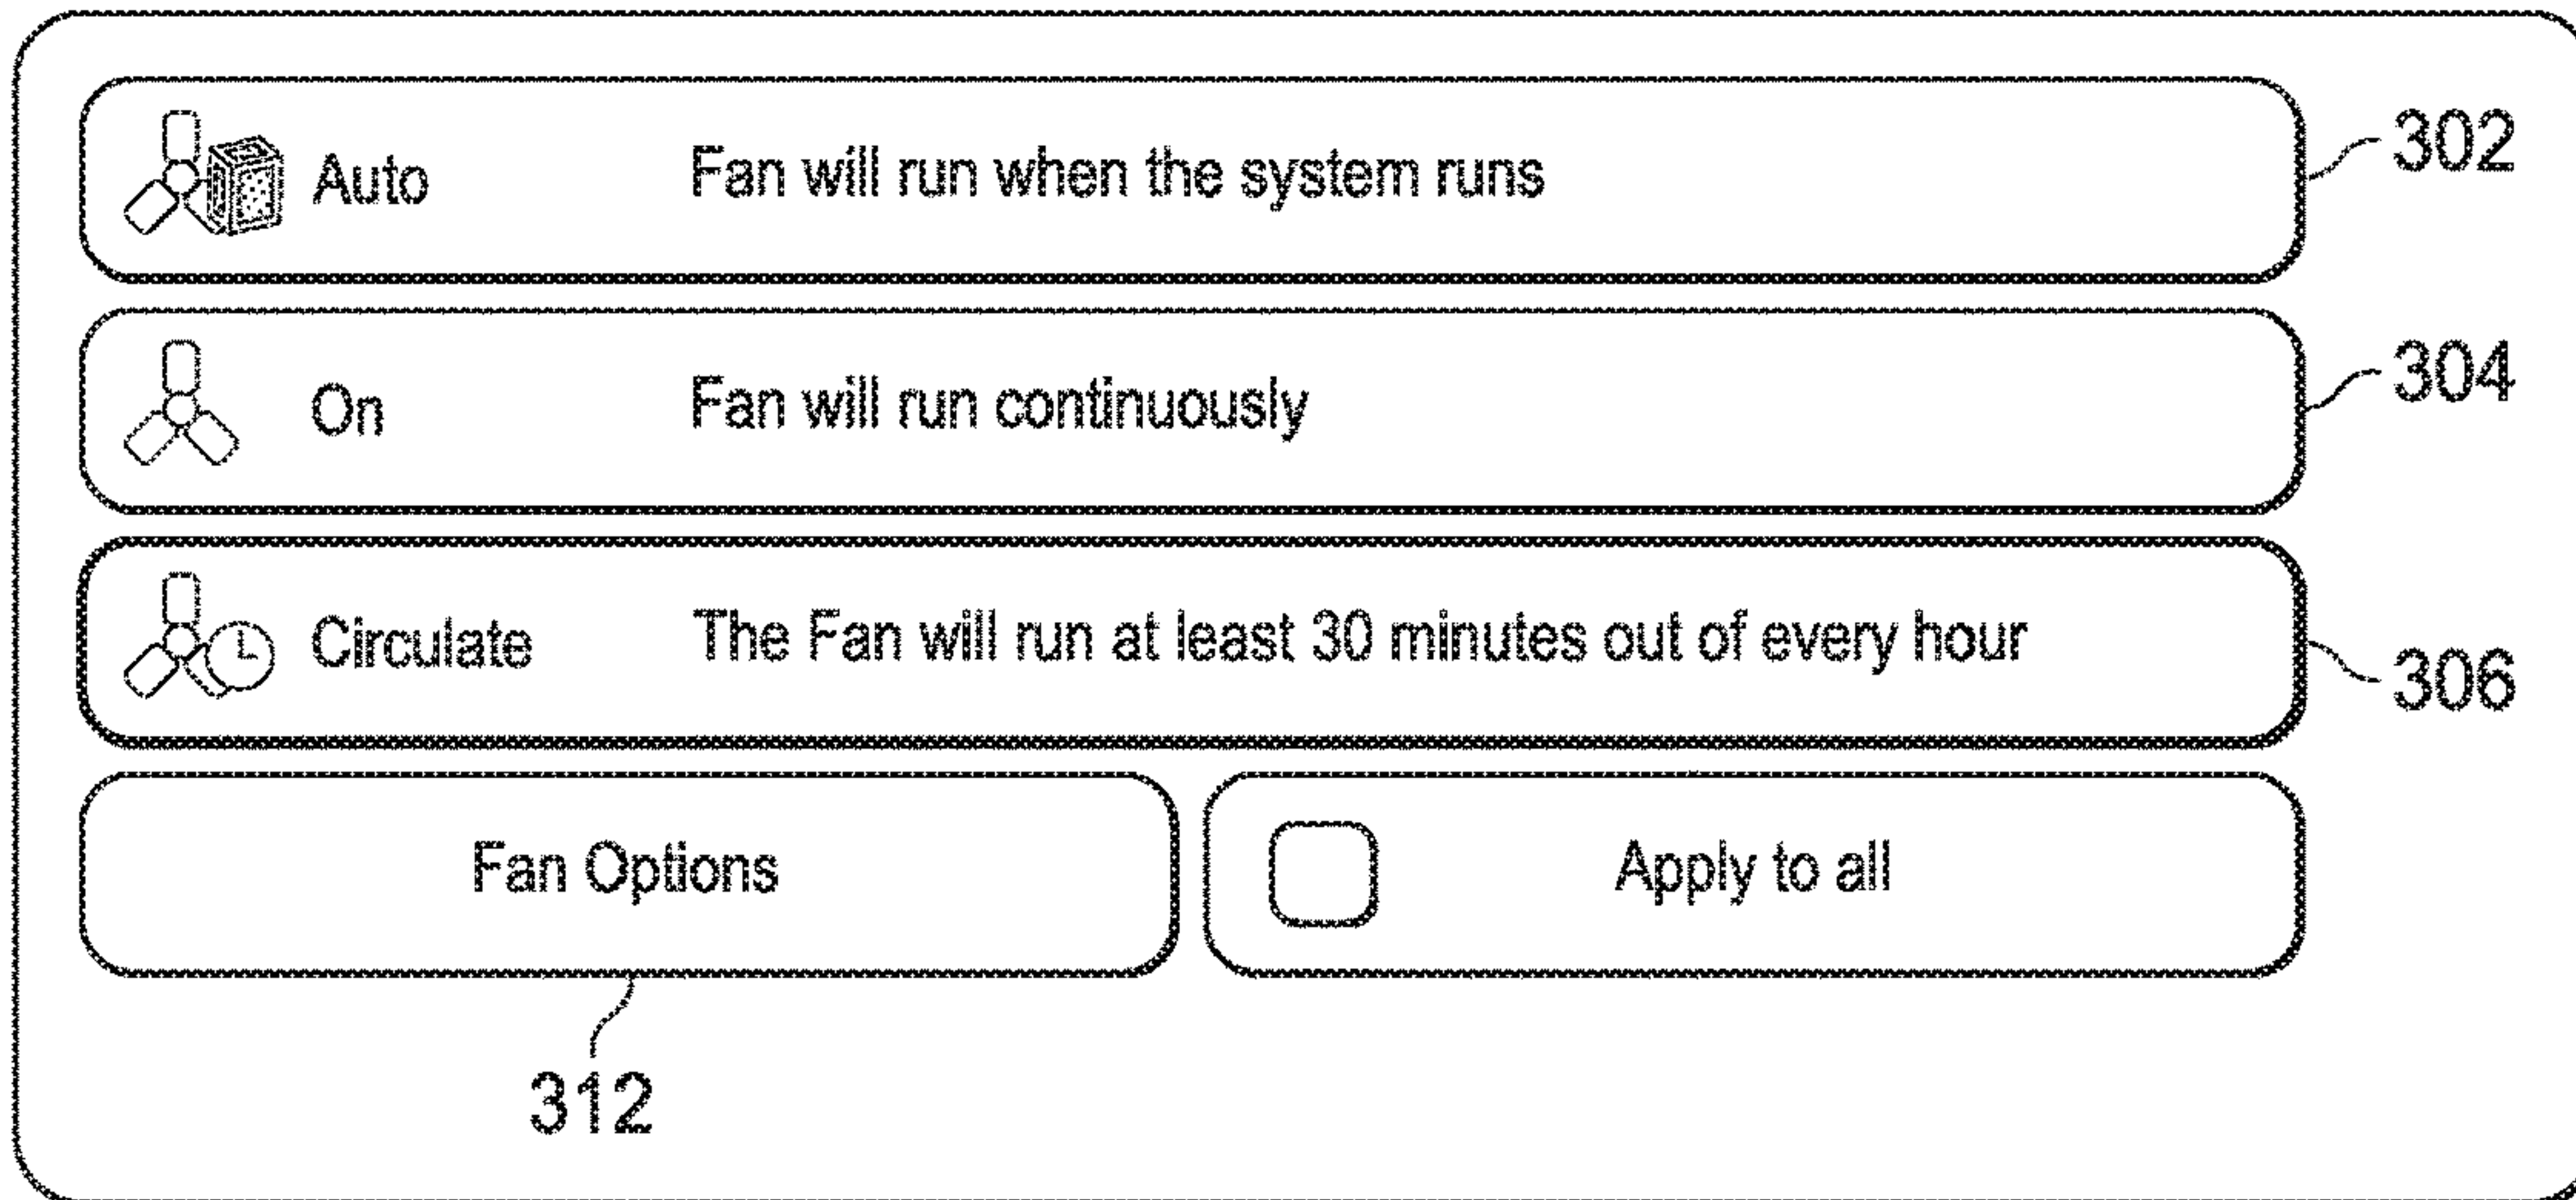 Auto Fan will run when the system runs 302
On Fan will run continuously 304
Circulate The Fan will run at least 30 minutes out of every hour 306
Fan Options Apply to all
312